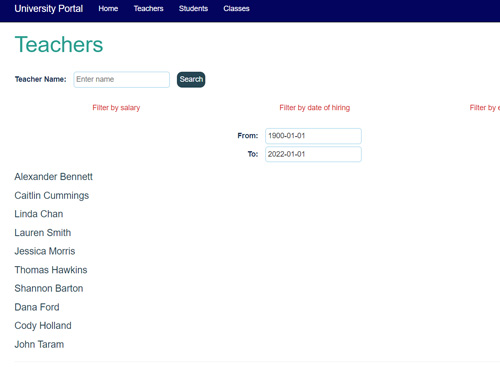 University Portal Home Teachers Students Classes
Teachers
Teacher Name: Enter name Search
Filter by salary Filter by date of hiring Filter by e
From: 1900-01-01
To: 2022-01-01
Alexander Bennett
Caitlin Cummings
Linda Chan
Lauren Smith
Jessica Morris
Thomas Hawkins
Shannon Barton
Dana Ford
Cody Holland
John Taram